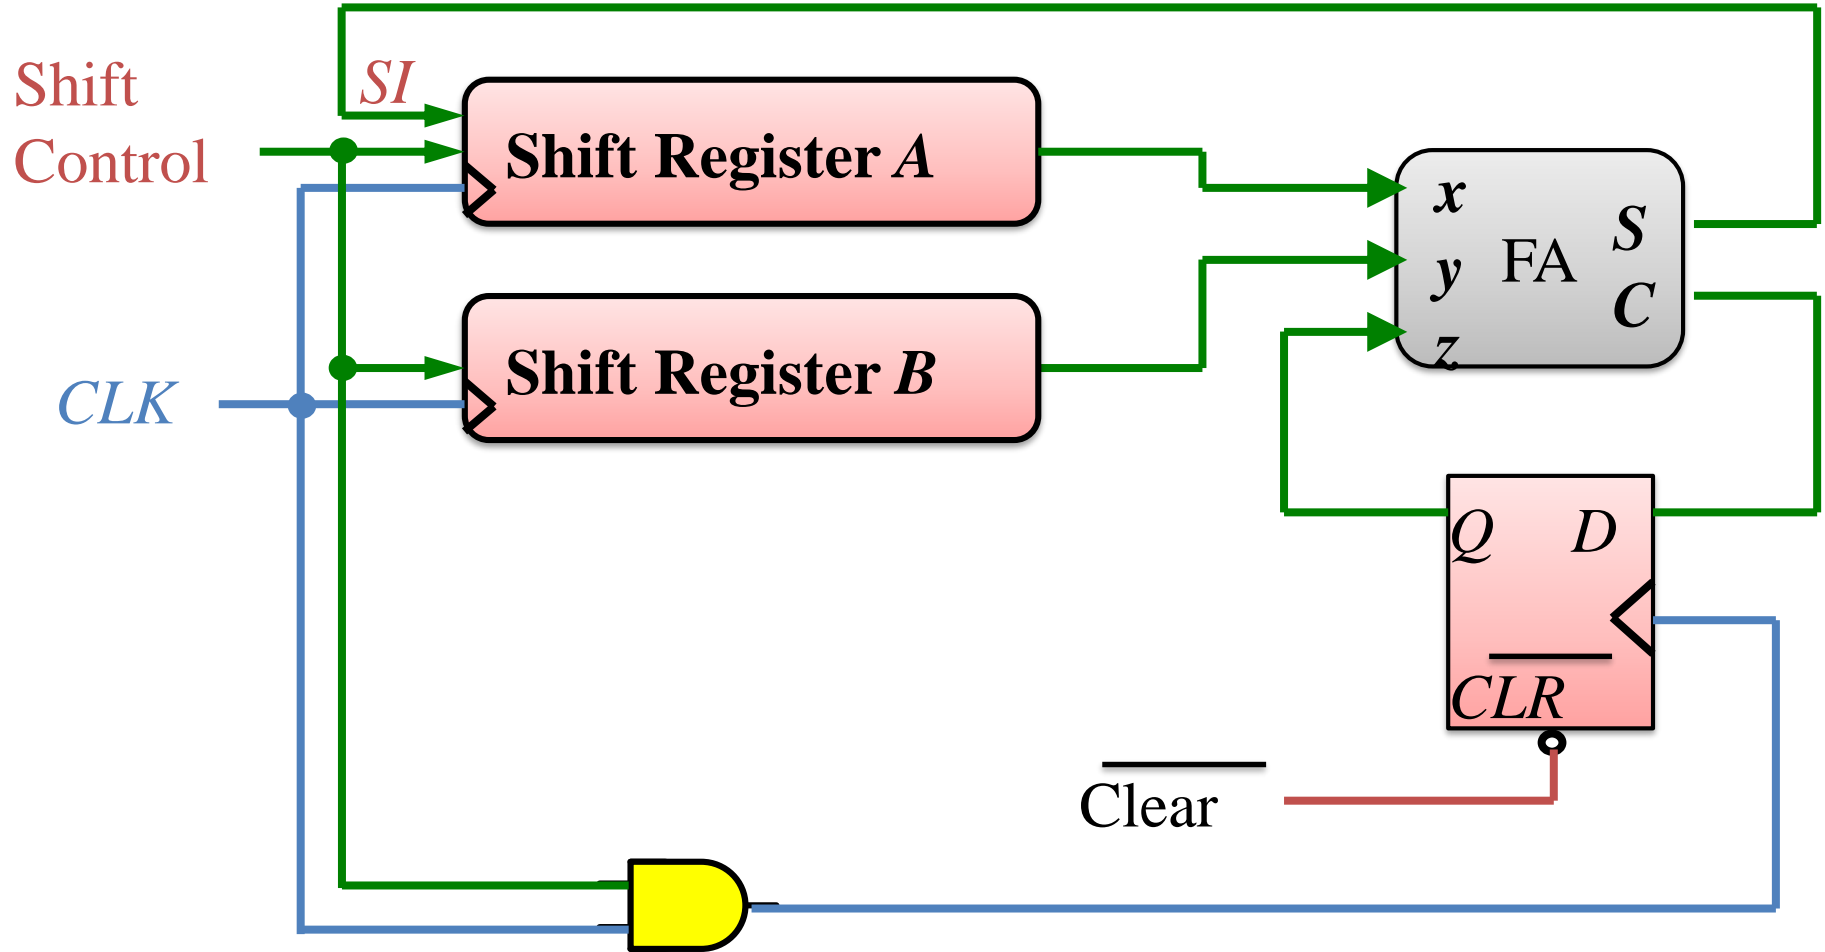 Shift
Control
SI
Shift Register A
x
y
z
FA
S
C
Shift Register B
CLK
Q
D
CLR
Clear